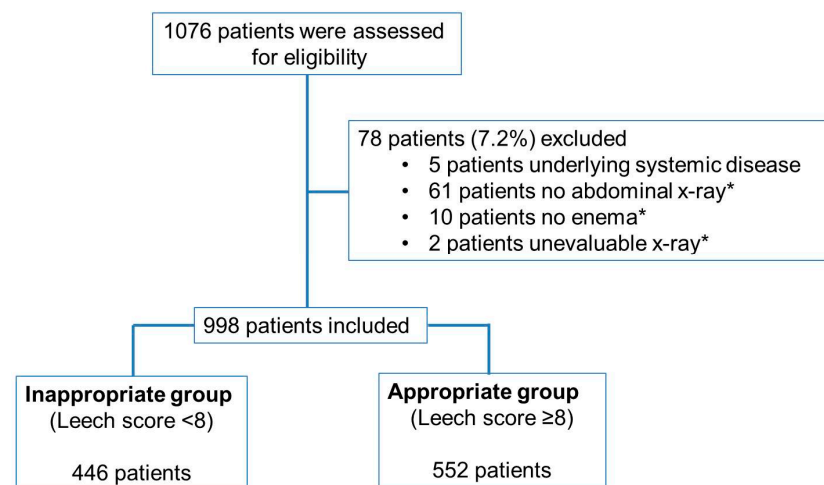 1076 patients were assessed
for eligibility
78 patients (7.2%) excluded
• 5 patients underlying systemic disease
• 61 patients no abdominal x-ray*
• 10 patients no enema*
• 2 patients unevaluable x-ray*
998 patients included
Inappropriate group
(Leech score <8)
446 patients
Appropriate group
(Leech score ≥8)
552 patients